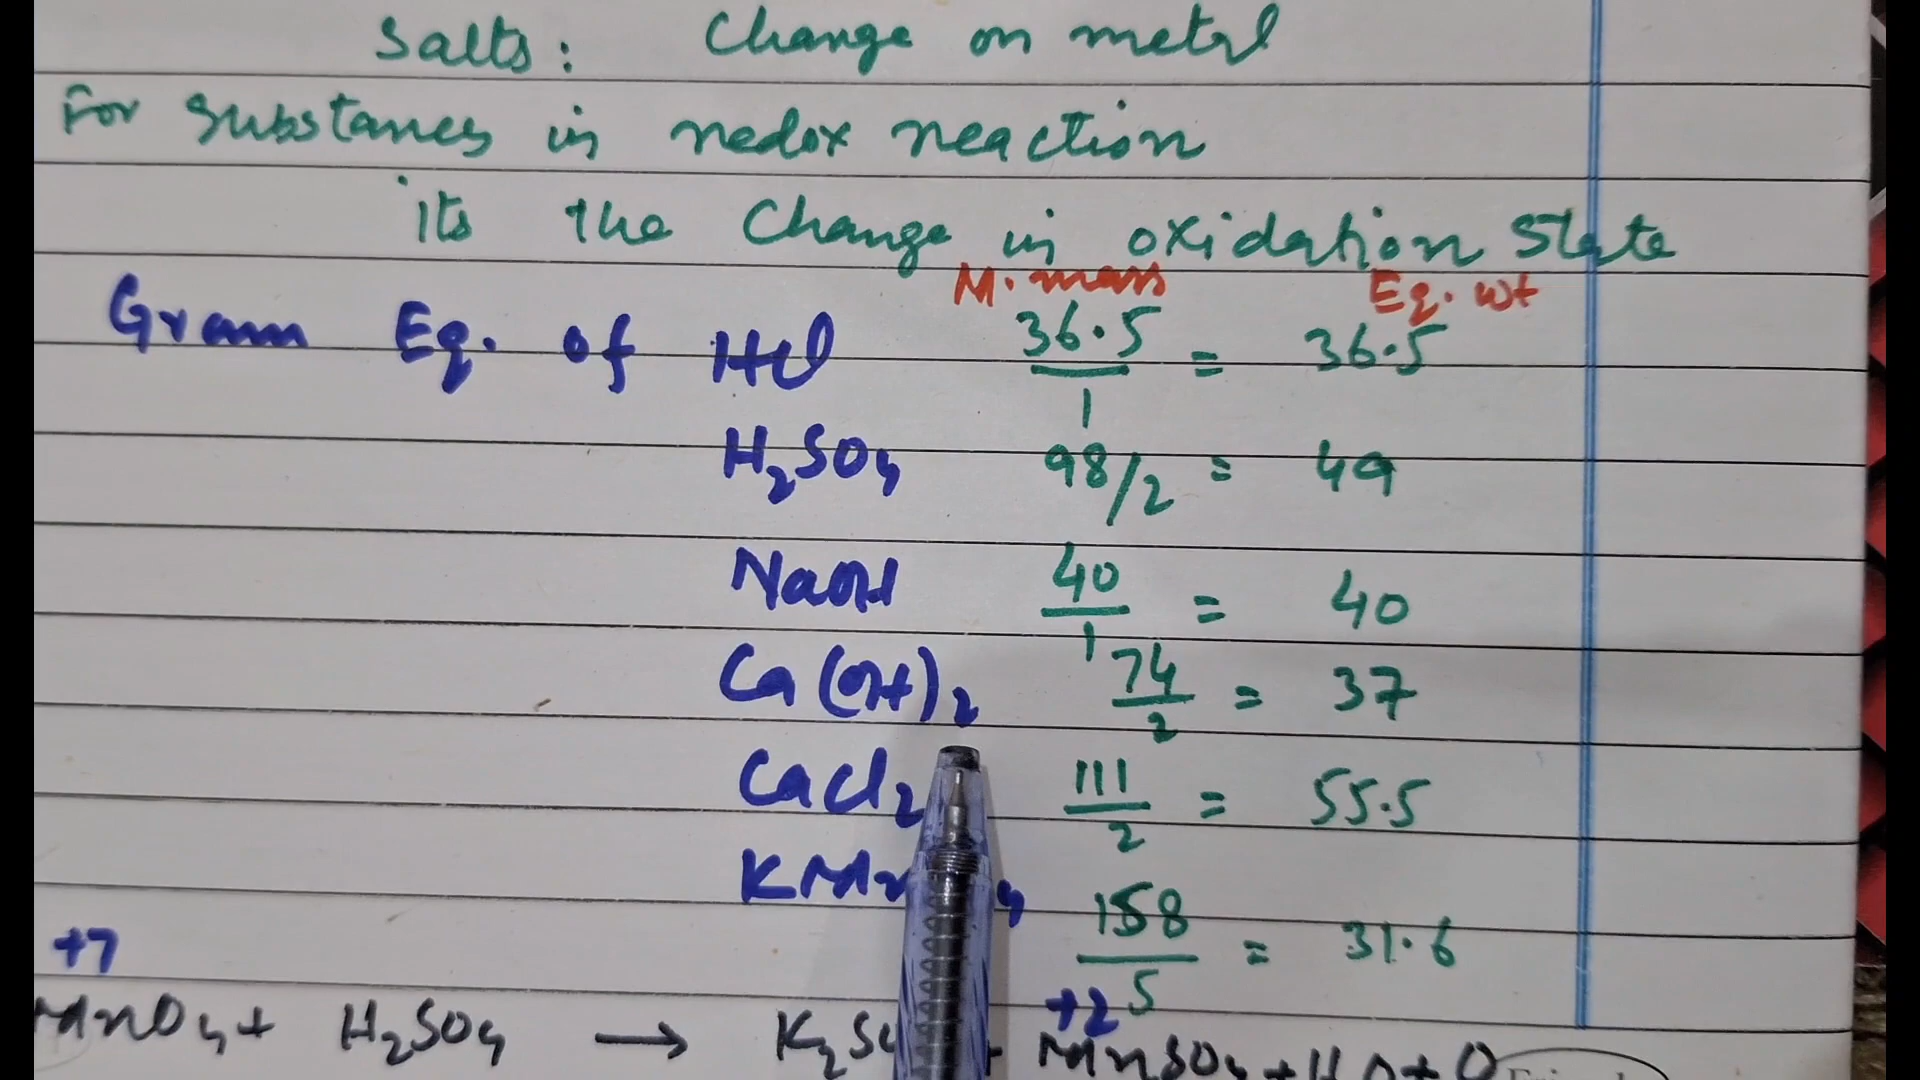 Salts: Change on metal
For substances in redox reaction
its the Change in oxidation State
M. mass Eq. wt
Gram Eq. of HCl 36.5/1 = 36.5
H2SO4 98/2 = 49
NaOH 40/1 = 40
Ca(OH)2 74/2 = 37
CaCl2 111/2 = 55.5
158/5 = 31.6
+7 +2
MnO4 + H2SO4 → MnSO4 +